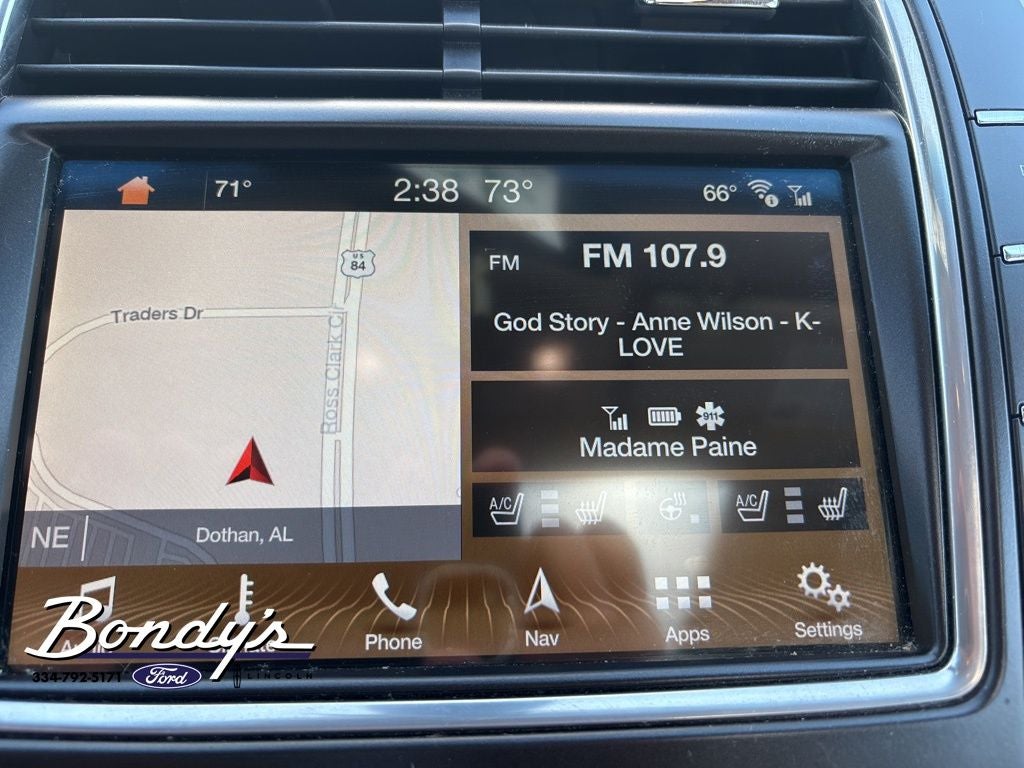 71° 2:38 73° 66°
US
84
Traders Dr
Ross Clark Cir
NE
Dothan, AL
FM FM 107.9
God Story - Anne Wilson - K-
LOVE
911
Madame Paine
A/C A/C
Phone Nav Apps Settings
Bondy's
334-792-5171 Ford LINCOLN